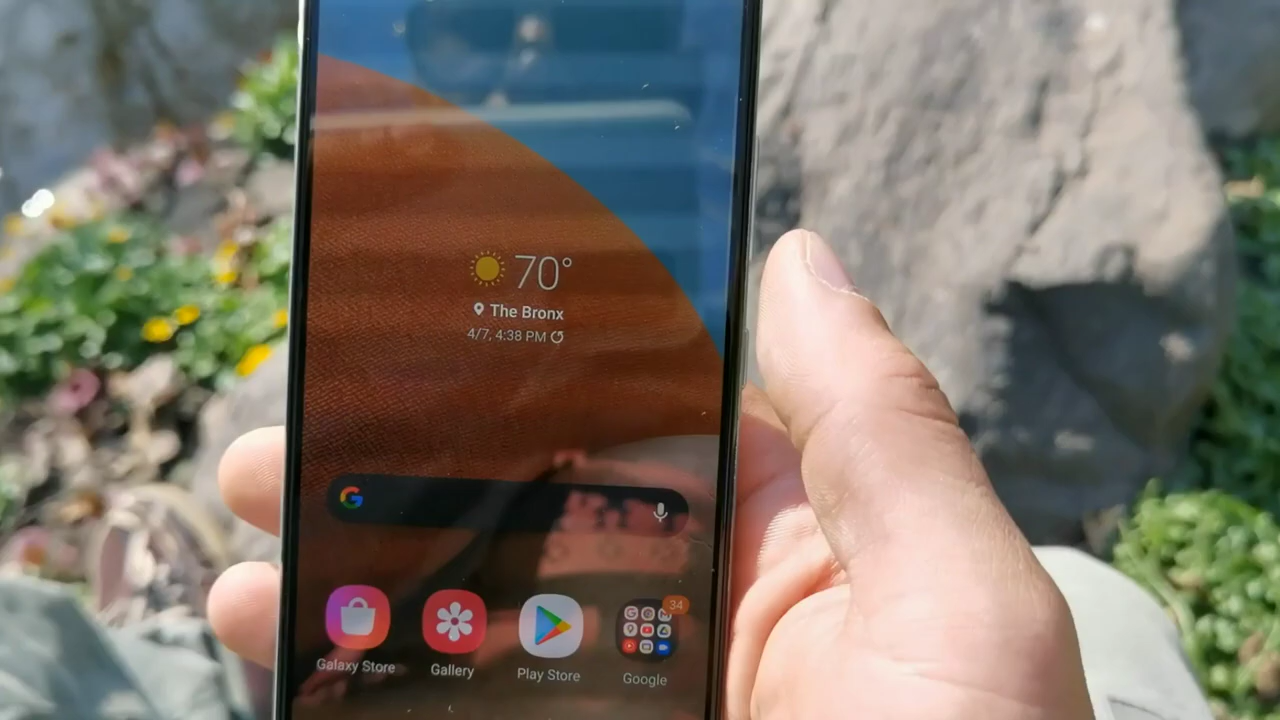 70°
The Bronx
4/7, 4:38 PM
G
34
Galaxy Store
Gallery
Play Store
Google